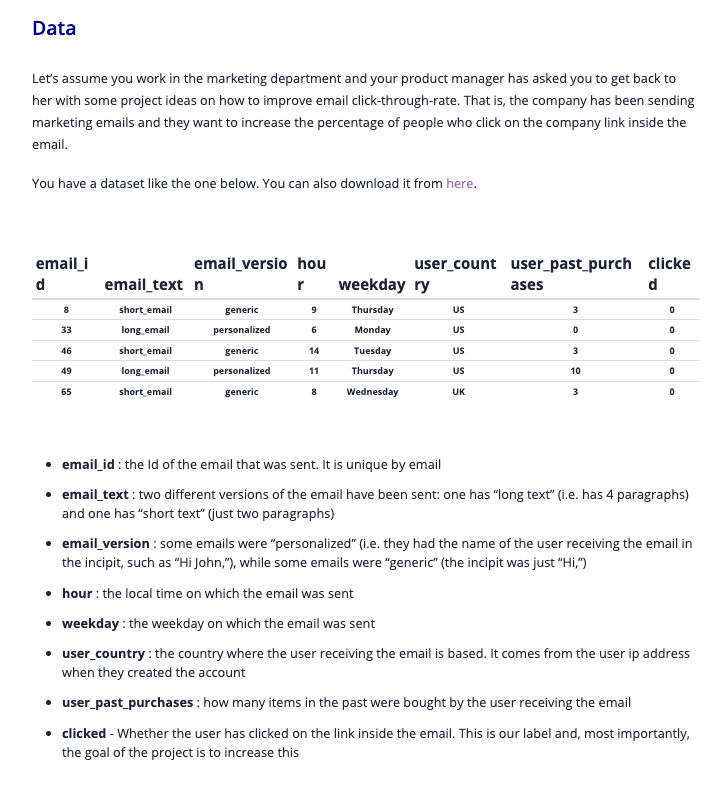 Data
Let’s assume you work in the marketing department and your product manager has asked you to get back to
her with some project ideas on how to improve email click-through-rate. That is, the company has been sending
marketing emails and they want to increase the percentage of people who click on the company link inside the
email.
You have a dataset like the one below. You can also download it from here.
email_i email_versio hou user_count user_past_purch clicke
d email_text n r weekday ry ases d
8 short_email generic 9 Thursday US 3 0
33 long_email personalized 6 Monday US 0 0
46 short_email generic 14 Tuesday US 3 0
49 long_email personalized 11 Thursday US 10 0
65 short_email generic 8 Wednesday UK 3 0
• email_id : the Id of the email that was sent. It is unique by email
• email_text : two different versions of the email have been sent: one has “long text” (i.e. has 4 paragraphs)
and one has “short text” (just two paragraphs)
• email_version : some emails were “personalized” (i.e. they had the name of the user receiving the email in
the incipit, such as “Hi John,”), while some emails were “generic” (the incipit was just “Hi,”)
• hour : the local time on which the email was sent
• weekday : the weekday on which the email was sent
• user_country : the country where the user receiving the email is based. It comes from the user ip address
when they created the account
• user_past_purchases : how many items in the past were bought by the user receiving the email
• clicked - Whether the user has clicked on the link inside the email. This is our label and, most importantly,
the goal of the project is to increase this